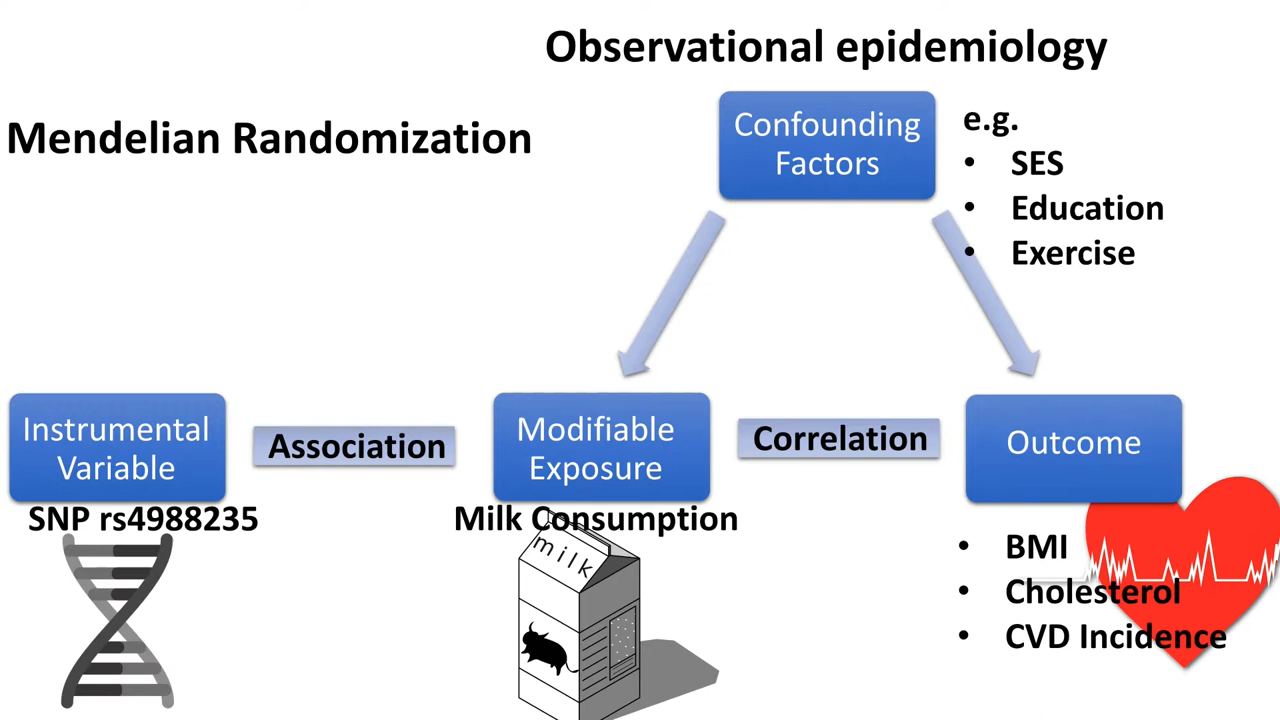 Observational epidemiology
Mendelian Randomization
Confounding
Factors
e.g.
• SES
• Education
• Exercise
Instrumental
Variable
Association
Modifiable
Exposure
Correlation
Outcome
SNP rs4988235
Milk Consumption
milk
• BMI
• Cholesterol
• CVD Incidence